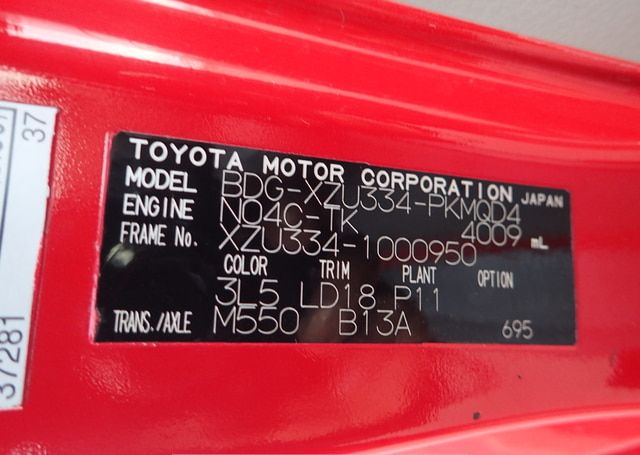 TOYOTA MOTOR CORPORATION JAPAN
MODEL BDG-XZU334-PKMQD4
ENGINE N04C-TK 4009 mL
FRAME No. XZU334-1000950
COLOR TRIM PLANT OPTION
3L5 LD18 P11
TRANS./AXLE M550 B13A 695
37
37281